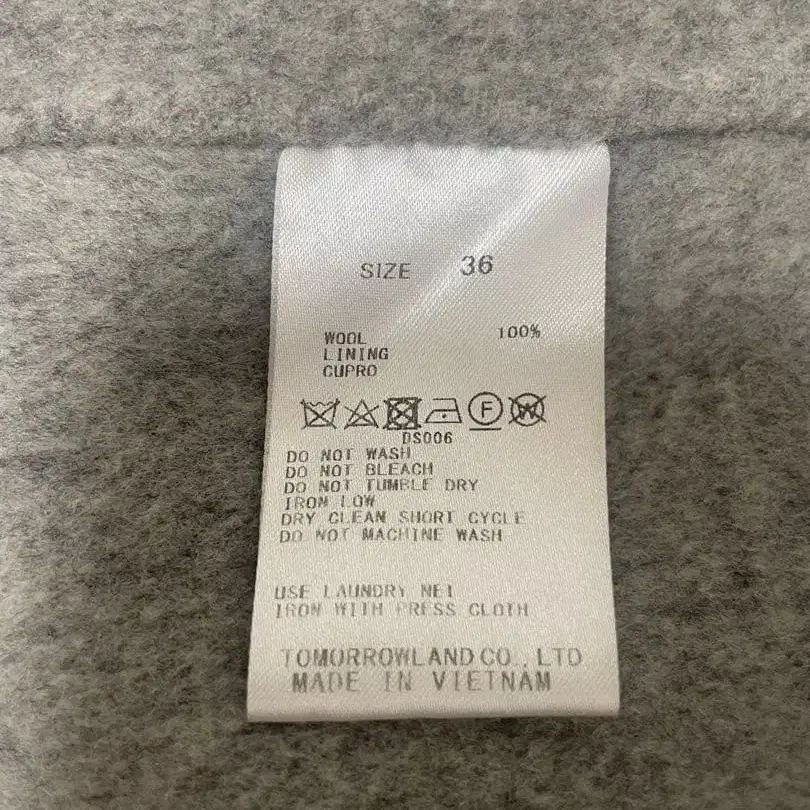 SIZE 36
WOOL 100%
LINING
CUPRO
F W
DS006
DO NOT WASH
DO NOT BLEACH
DO NOT TUMBLE DRY
IRON LOW
DRY CLEAN SHORT CYCLE
DO NOT MACHINE WASH
USE LAUNDRY NET
IRON WITH PRESS CLOTH
TOMORROWLAND CO., LTD
MADE IN VIETNAM